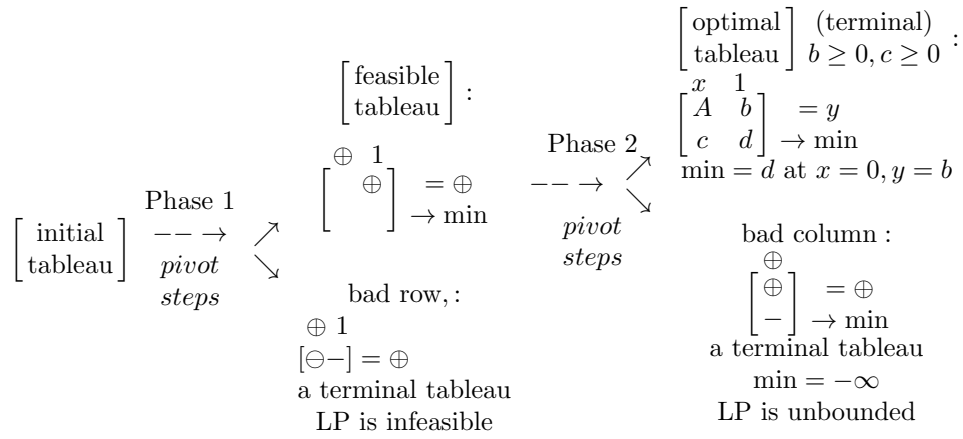 [initial tableau]
Phase 1
−− →
pivot
steps
↗
↘
[feasible tableau] :
⊕ 1
[ ⊕ ] = ⊕
→ min
bad row, :
⊕ 1
[⊖−] = ⊕
a terminal tableau
LP is infeasible
Phase 2
−− →
pivot
steps
↗
↘
[optimal tableau] (terminal) b ≥ 0, c ≥ 0 :
x 1
[A b] = y
[c d] → min
min = d at x = 0, y = b
bad column :
⊕
[⊕] = ⊕
[−] → min
a terminal tableau
min = −∞
LP is unbounded